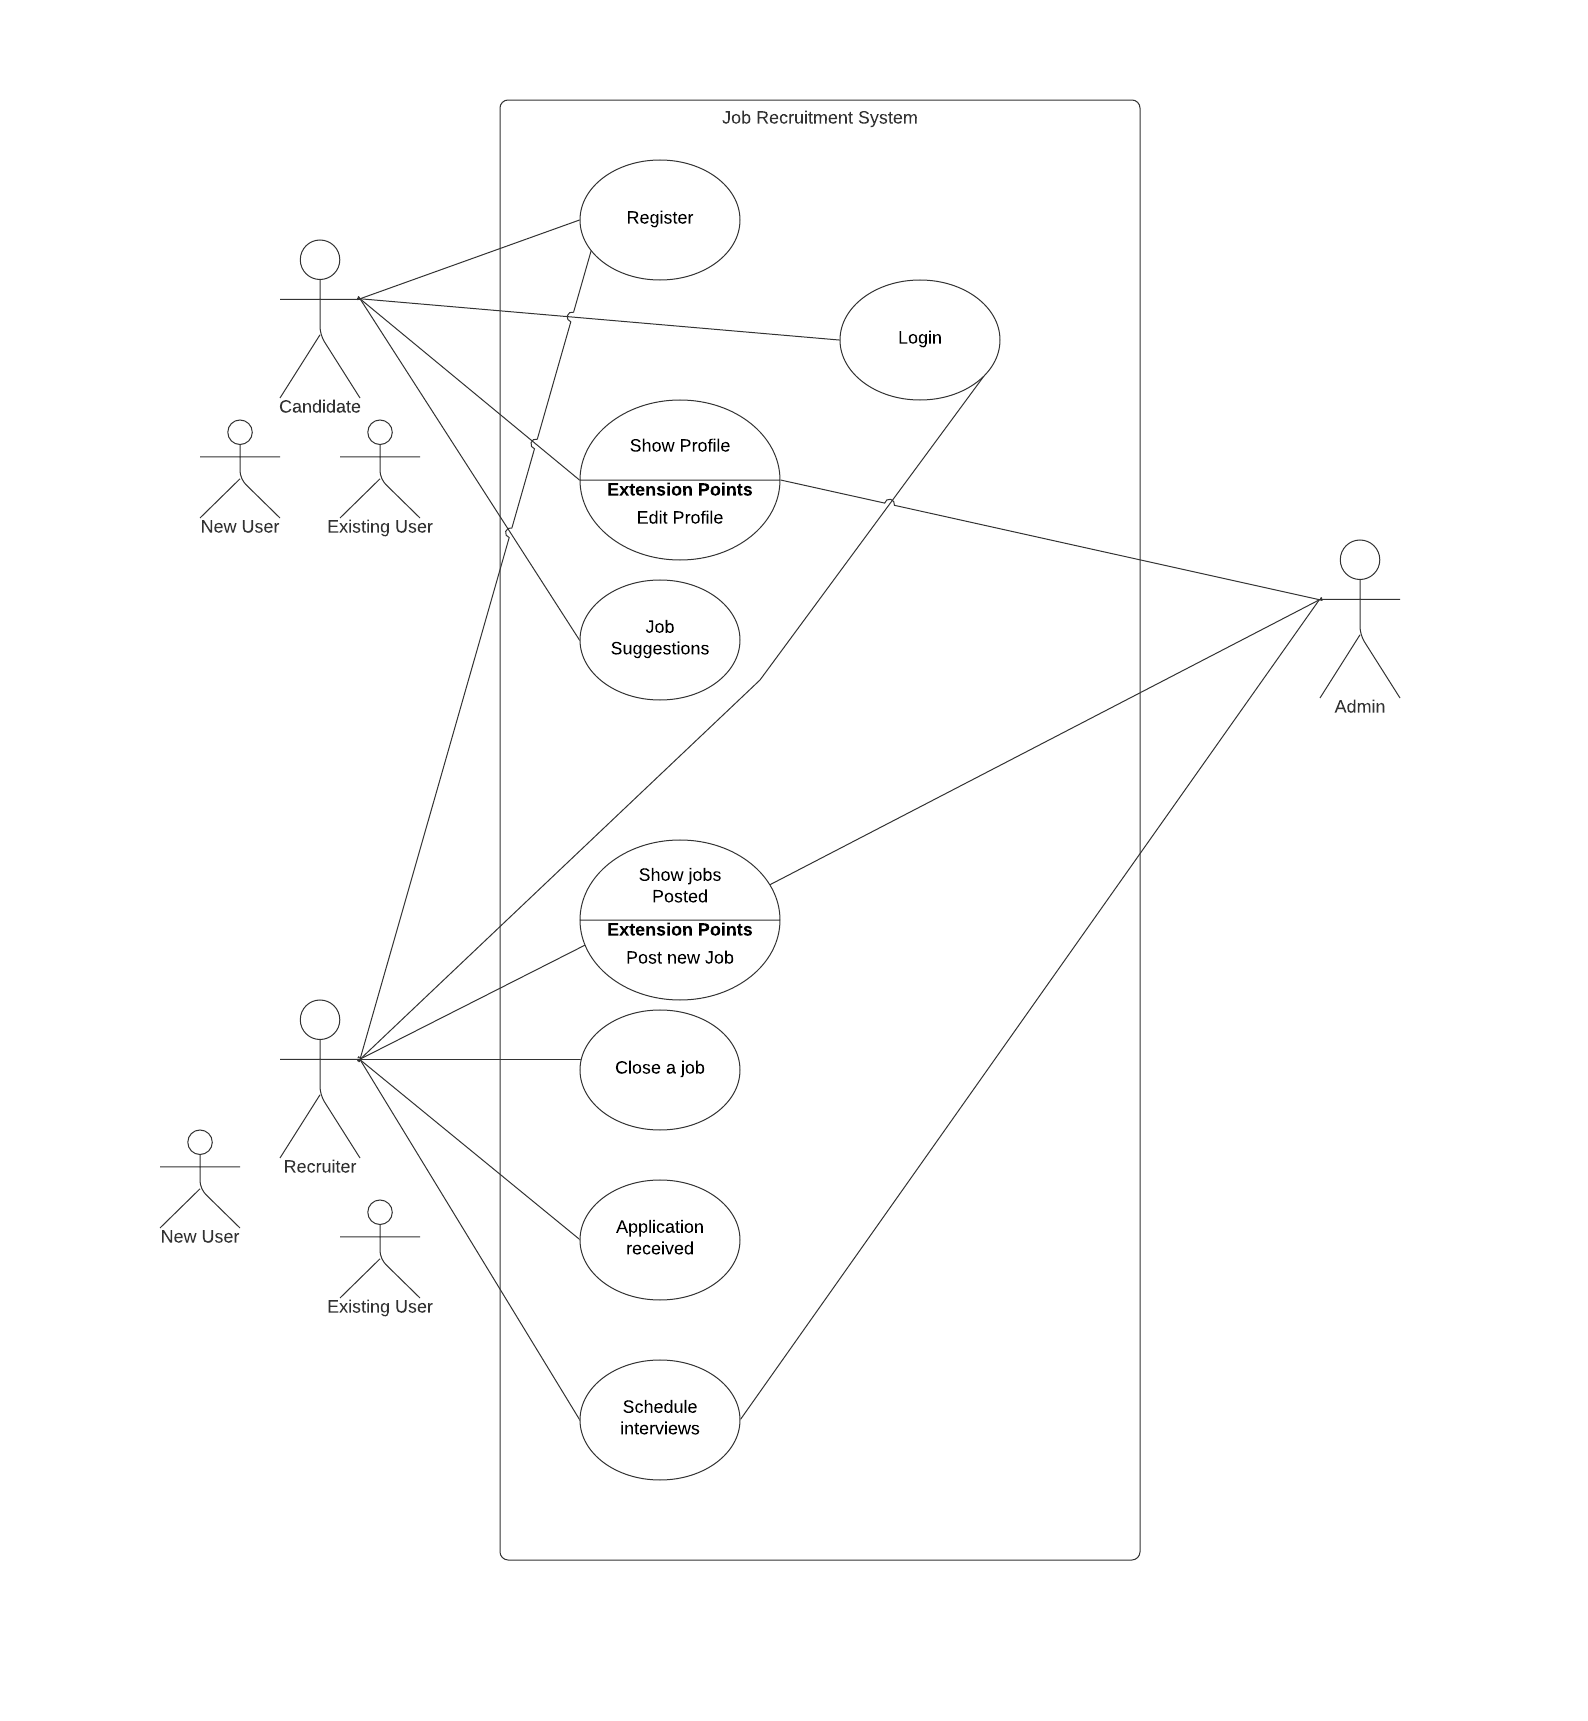 Job Recruitment System
Register
Login
Candidate
Show Profile
Extension Points
Edit Profile
New User
Existing User
Job
Suggestions
Admin
Show jobs
Posted
Extension Points
Post new Job
Close a job
Recruiter
New User
Application
received
Existing User
Schedule
interviews